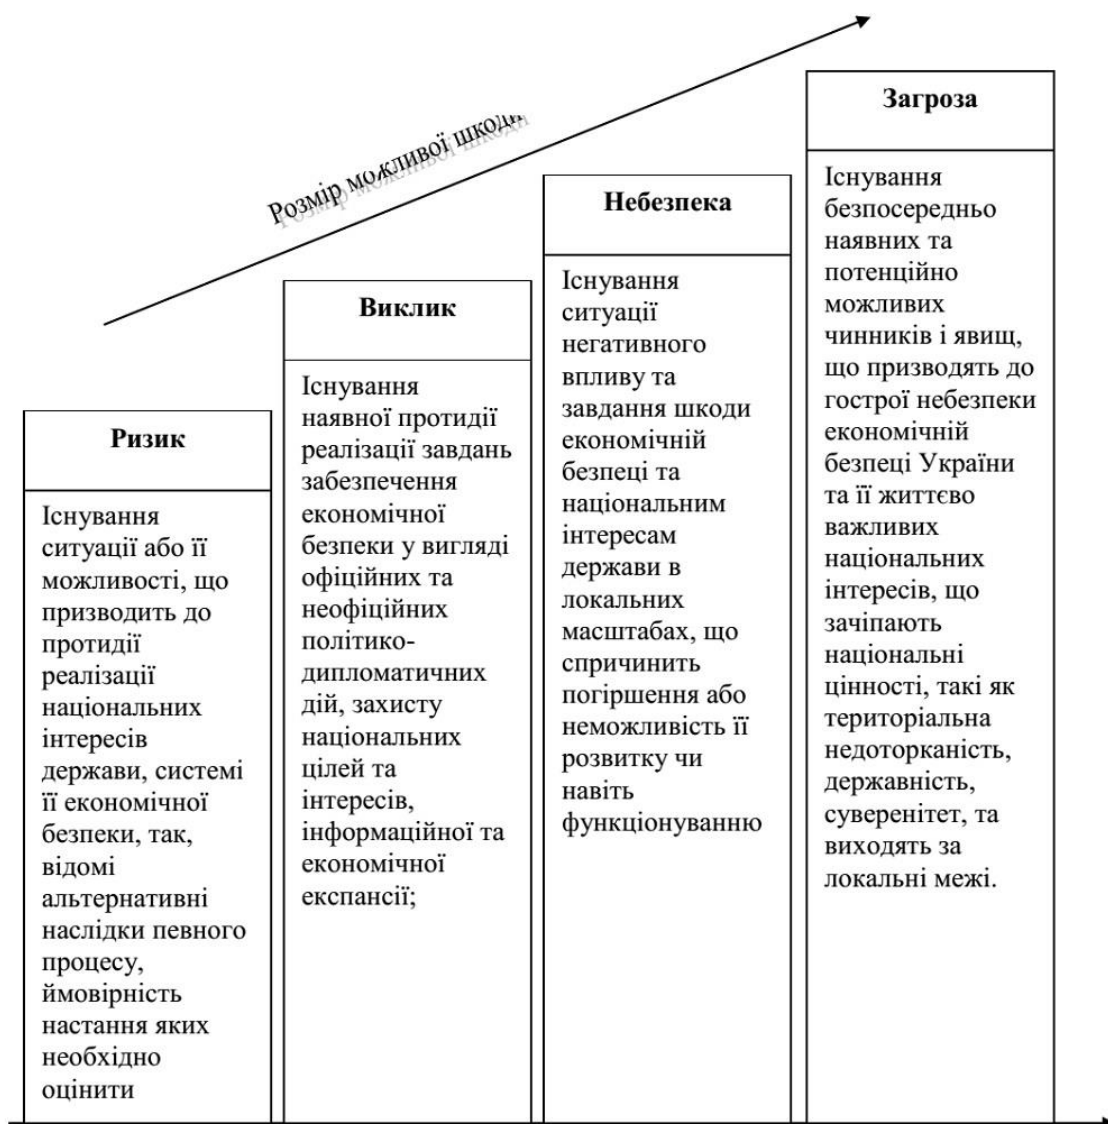 Розмір можливої шкоди
Ризик
Існування
ситуації або її
можливості, що
призводить до
протидії
реалізації
національних
інтересів
держави, системі
її економічної
безпеки, так,
відомі
альтернативні
наслідки певного
процесу,
ймовірність
настання яких
необхідно
оцінити
Виклик
Існування
наявної протидії
реалізації завдань
забезпечення
економічної
безпеки у вигляді
офіційних та
неофіційних
політико-
дипломатичних
дій, захисту
національних
цілей та
інтересів,
інформаційної та
економічної
експансії;
Небезпека
Існування
ситуації
негативного
впливу та
завдання шкоди
економічній
безпеці та
національним
інтересам
держави в
локальних
масштабах, що
спричинить
погіршення або
неможливість її
розвитку чи
навіть
функціонуванню
Загроза
Існування
безпосередньо
наявних та
потенційно
можливих
чинників і явищ,
що призводять до
гострої небезпеки
економічній
безпеці України
та її життєво
важливих
національних
інтересів, що
зачіпають
національні
цінності, такі як
територіальна
недоторканість,
державність,
суверенітет, та
виходять за
локальні межі.